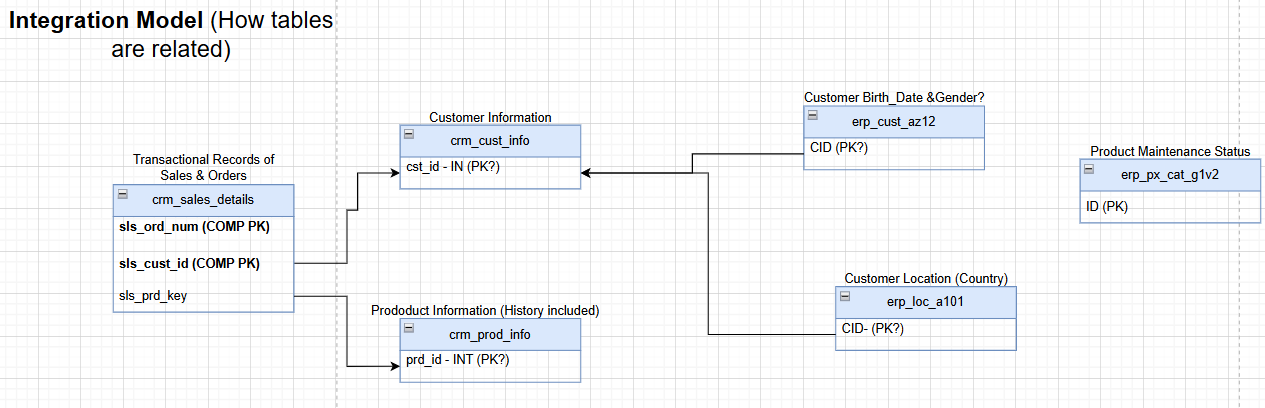 Integration Model (How tables
are related)
Transactional Records of
Sales & Orders
crm_sales_details
sls_ord_num (COMP PK)
sls_cust_id (COMP PK)
sls_prd_key
Customer Information
crm_cust_info
cst_id - IN (PK?)
Prododuct Information (History included)
crm_prod_info
prd_id - INT (PK?)
Customer Birth_Date &Gender?
erp_cust_az12
CID (PK?)
Customer Location (Country)
erp_loc_a101
CID- (PK?)
Product Maintenance Status
erp_px_cat_g1v2
ID (PK)